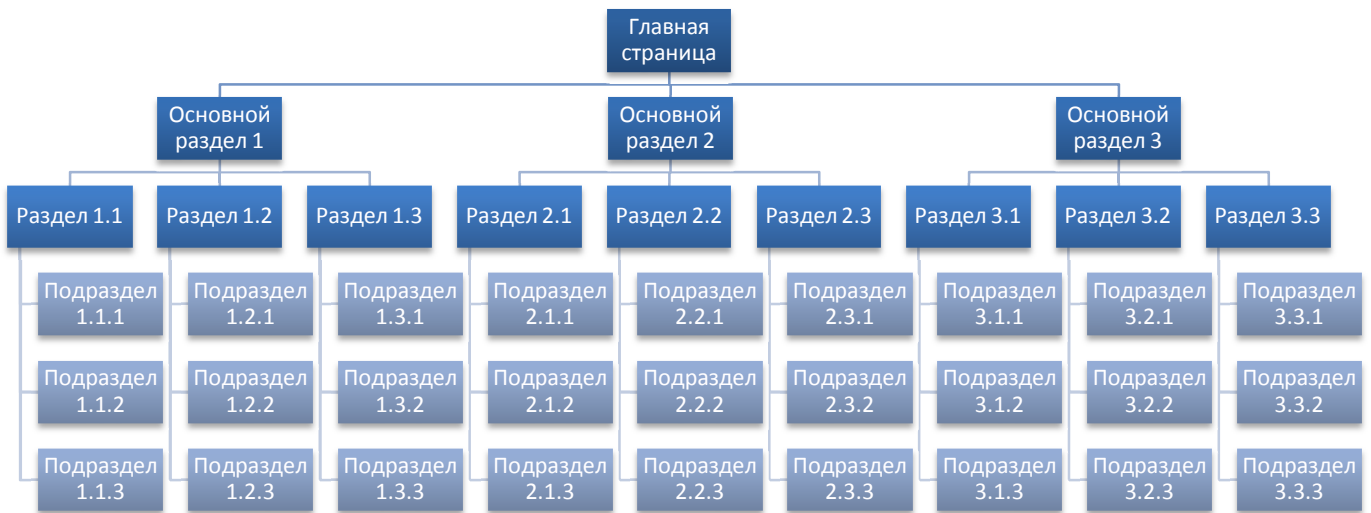 Главная
страница
Основной
раздел 1
Основной
раздел 2
Основной
раздел 3
Раздел 1.1
Раздел 1.2
Раздел 1.3
Раздел 2.1
Раздел 2.2
Раздел 2.3
Раздел 3.1
Раздел 3.2
Раздел 3.3
Подраздел
1.1.1
Подраздел
1.2.1
Подраздел
1.3.1
Подраздел
2.1.1
Подраздел
2.2.1
Подраздел
2.3.1
Подраздел
3.1.1
Подраздел
3.2.1
Подраздел
3.3.1
Подраздел
1.1.2
Подраздел
1.2.2
Подраздел
1.3.2
Подраздел
2.1.2
Подраздел
2.2.2
Подраздел
2.3.2
Подраздел
3.1.2
Подраздел
3.2.2
Подраздел
3.3.2
Подраздел
1.1.3
Подраздел
1.2.3
Подраздел
1.3.3
Подраздел
2.1.3
Подраздел
2.2.3
Подраздел
2.3.3
Подраздел
3.1.3
Подраздел
3.2.3
Подраздел
3.3.3